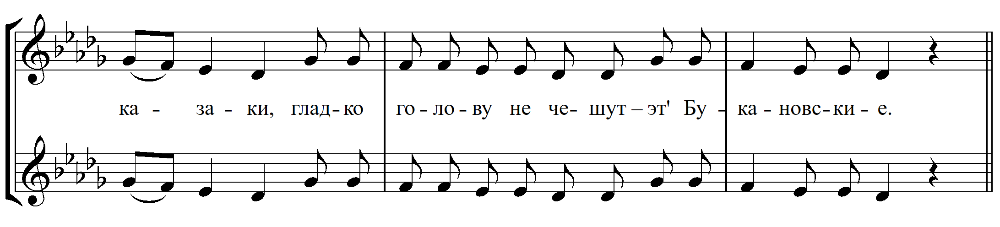 ка - за - ки, глад-ко го - ло - ву не че- шут – эт' Бу - ка - новс-ки - е.